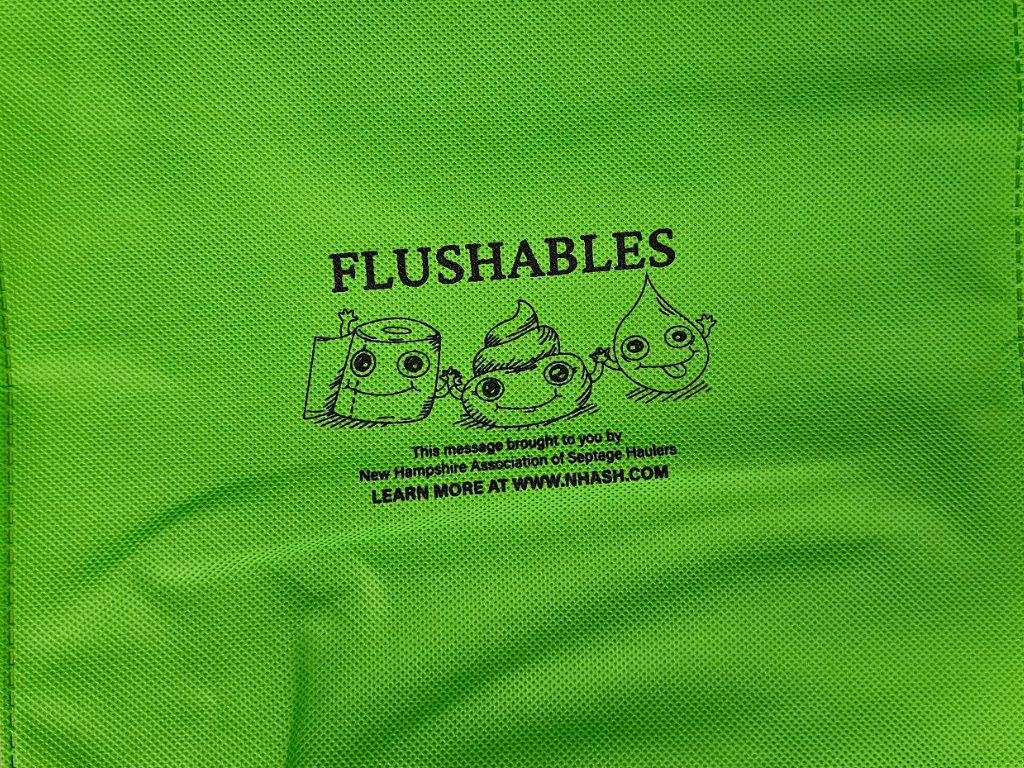 FLUSHABLES
This message brought to you by
New Hampshire Association of Septage Haulers
LEARN MORE AT WWW.NHASH.COM